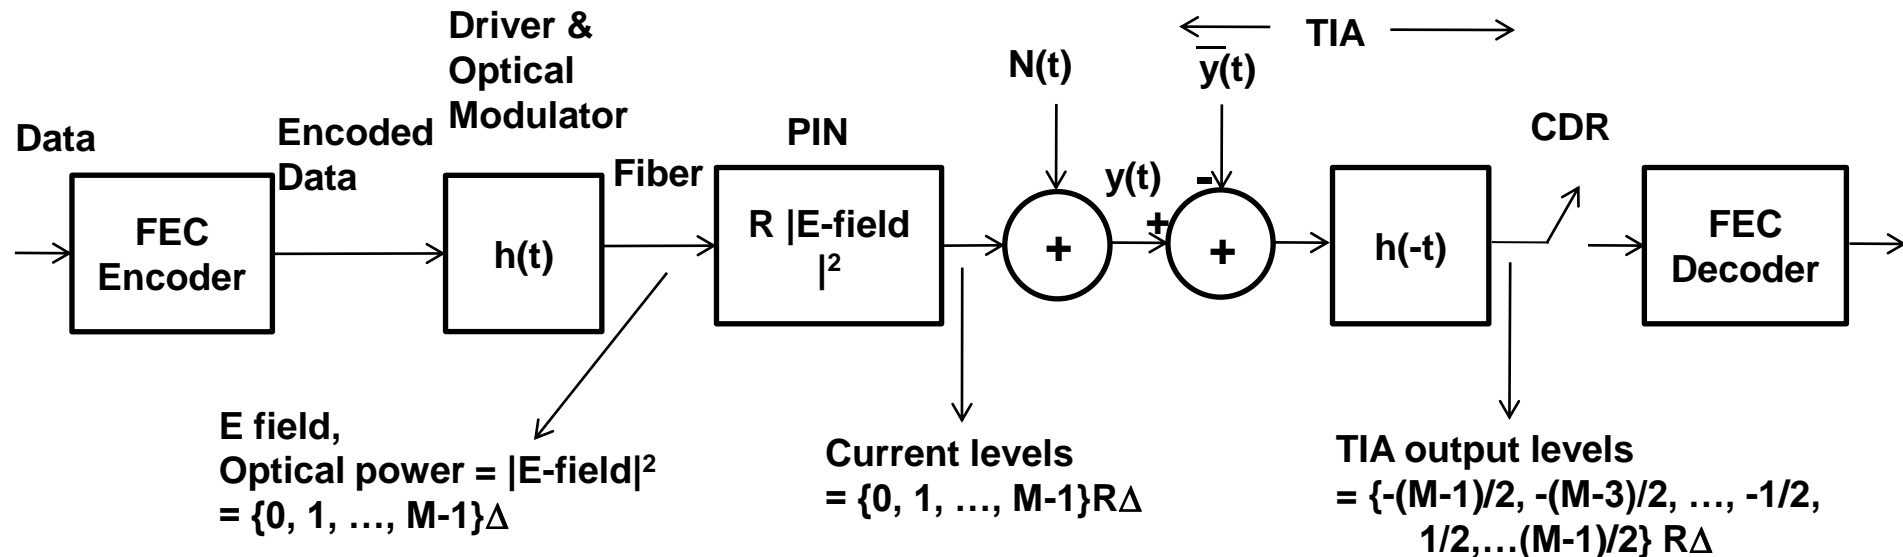 Driver &
Optical
Modulator
TIA
N(t)
y(t)
Data
Encoded
Data
Fiber
PIN
CDR
FEC
Encoder
h(t)
R |E-field
|²
+
y(t)
-
+
+
h(-t)
FEC
Decoder
E field,
Optical power = |E-field|²
= {0, 1, …, M-1}Δ
Current levels
= {0, 1, …, M-1}RΔ
TIA output levels
= {-(M-1)/2, -(M-3)/2, …, -1/2,
1/2,…(M-1)/2} RΔ